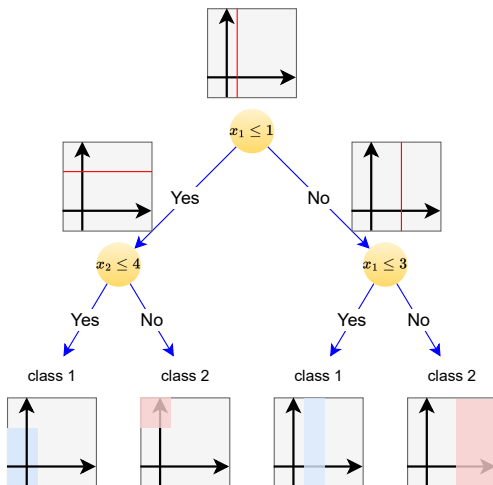 x₁ ≤ 1
Yes No
x₂ ≤ 4 x₁ ≤ 3
Yes No Yes No
class 1 class 2 class 1 class 2